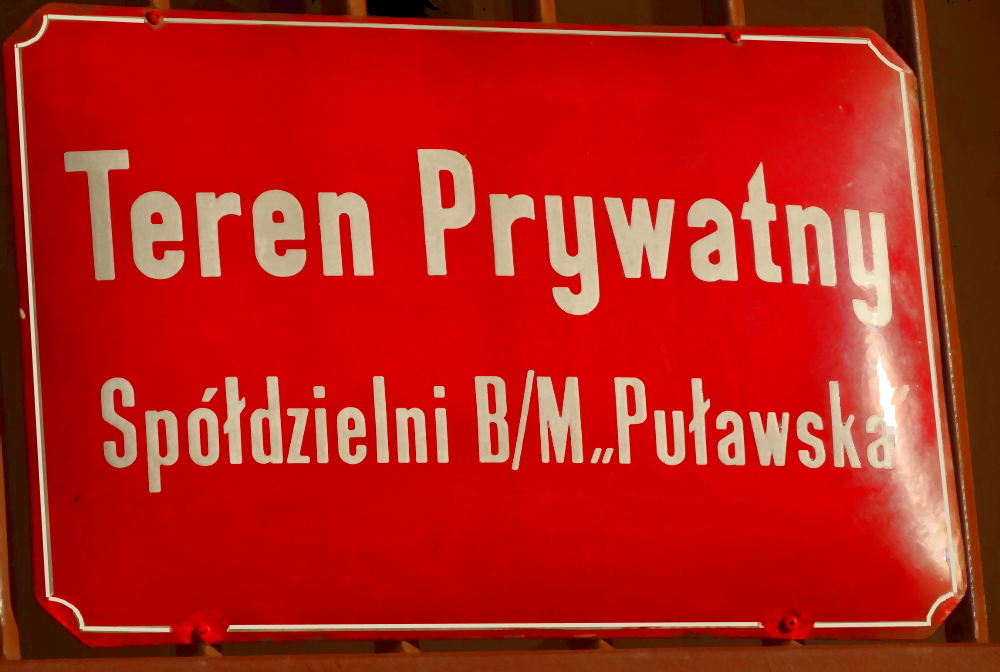 Teren Prywatny
Spółdzielni B/M „Puławska"